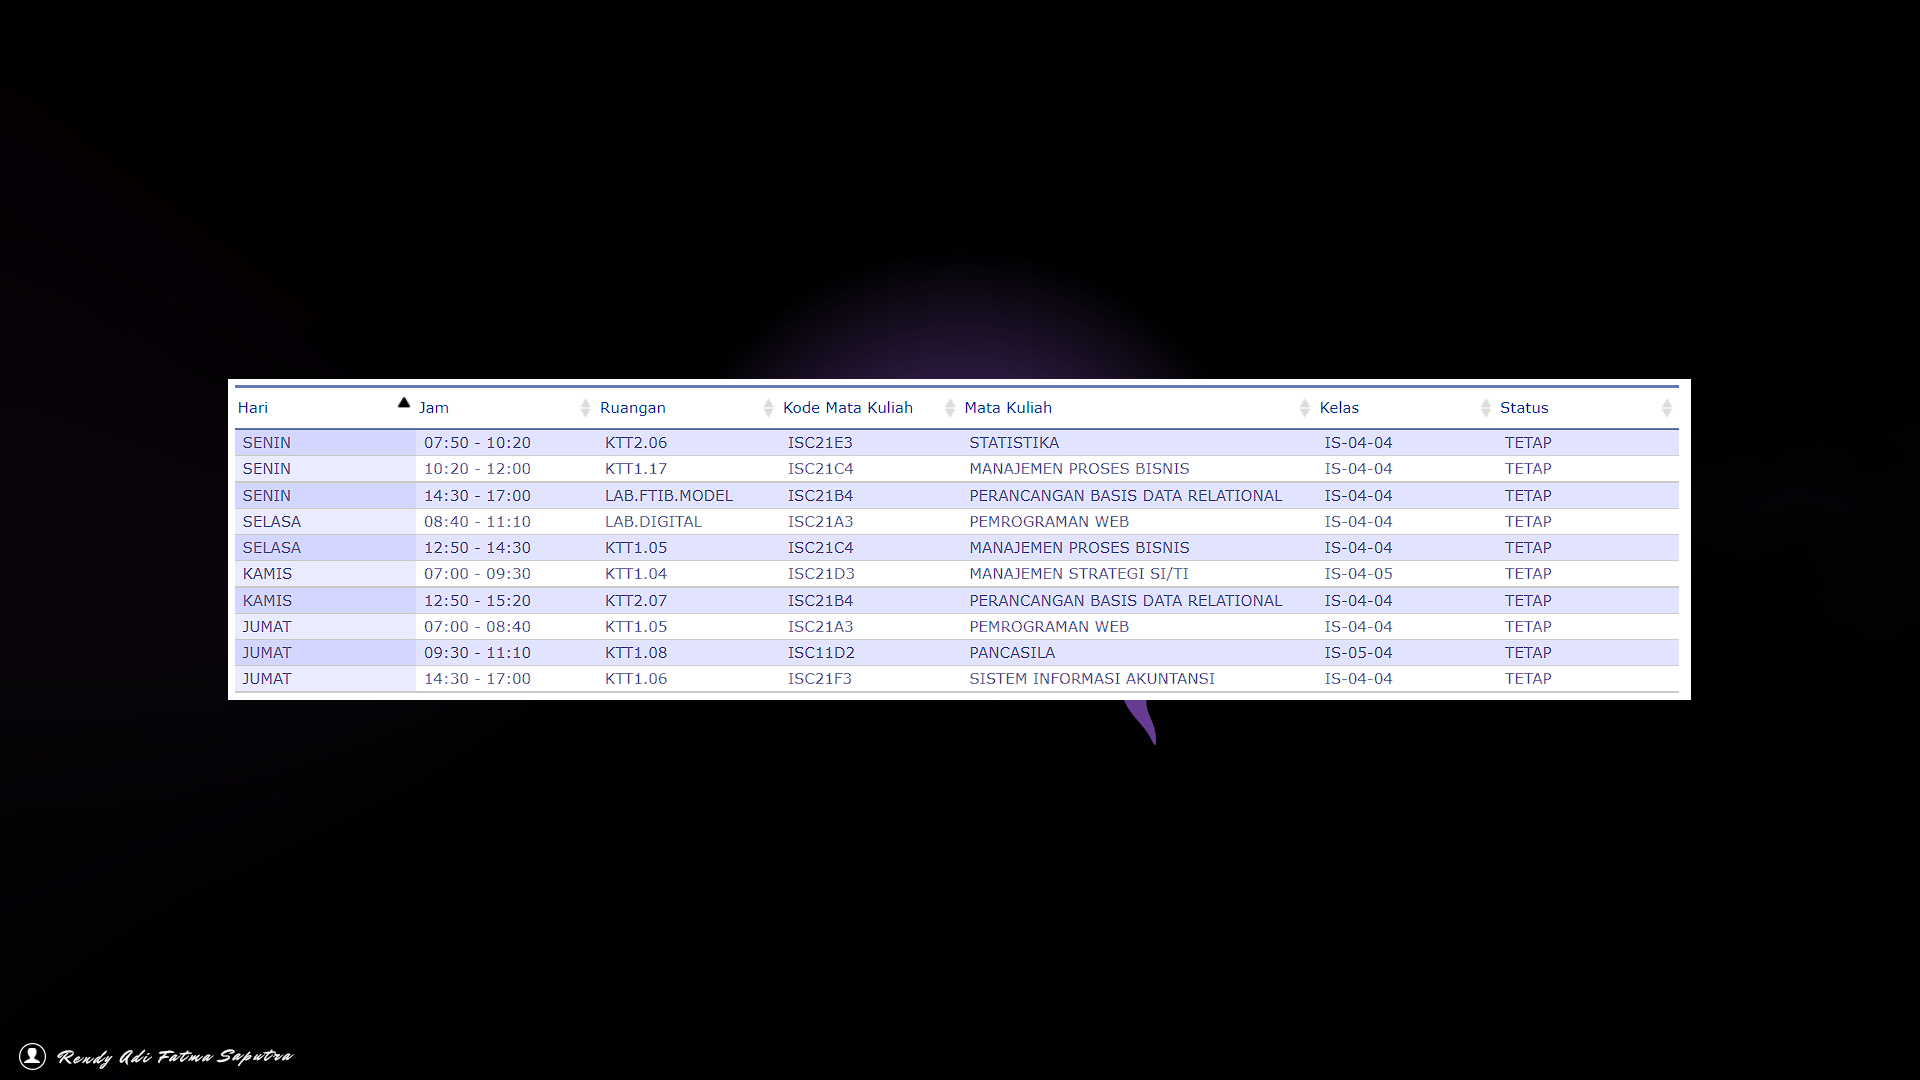 Hari Jam Ruangan Kode Mata Kuliah Mata Kuliah Kelas Status
SENIN 07:50 - 10:20 KTT2.06 ISC21E3 STATISTIKA IS-04-04 TETAP
SENIN 10:20 - 12:00 KTT1.17 ISC21C4 MANAJEMEN PROSES BISNIS IS-04-04 TETAP
SENIN 14:30 - 17:00 LAB.FTIB.MODEL ISC21B4 PERANCANGAN BASIS DATA RELATIONAL IS-04-04 TETAP
SELASA 08:40 - 11:10 LAB.DIGITAL ISC21A3 PEMROGRAMAN WEB IS-04-04 TETAP
SELASA 12:50 - 14:30 KTT1.05 ISC21C4 MANAJEMEN PROSES BISNIS IS-04-04 TETAP
KAMIS 07:00 - 09:30 KTT1.04 ISC21D3 MANAJEMEN STRATEGI SI/TI IS-04-05 TETAP
KAMIS 12:50 - 15:20 KTT2.07 ISC21B4 PERANCANGAN BASIS DATA RELATIONAL IS-04-04 TETAP
JUMAT 07:00 - 08:40 KTT1.05 ISC21A3 PEMROGRAMAN WEB IS-04-04 TETAP
JUMAT 09:30 - 11:10 KTT1.08 ISC11D2 PANCASILA IS-05-04 TETAP
JUMAT 14:30 - 17:00 KTT1.06 ISC21F3 SISTEM INFORMASI AKUNTANSI IS-04-04 TETAP
Rendy Adi Fatma Saputra